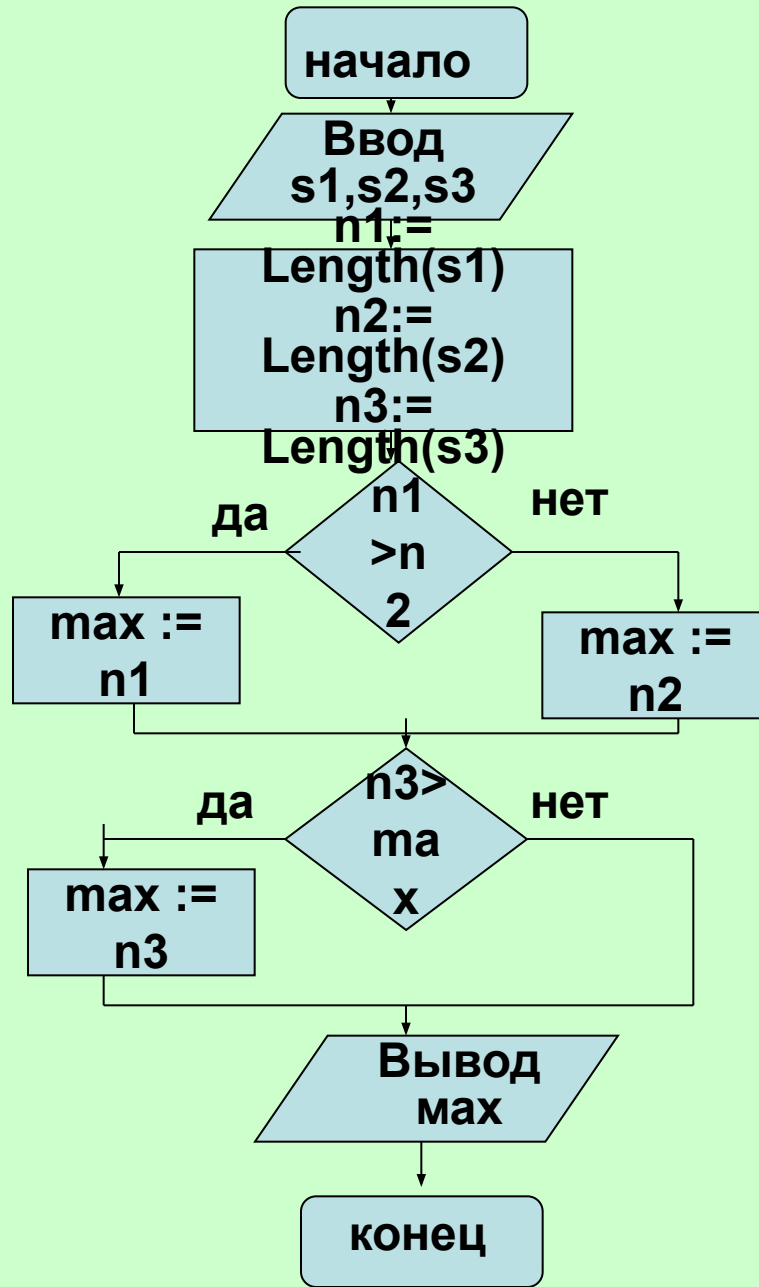 начало
Ввод
s1,s2,s3
n1:=
Length(s1)
n2:=
Length(s2)
n3:=
Length(s3)
n1
>n
2
да
нет
max :=
n1
max :=
n2
n3>
ma
x
да
нет
max :=
n3
Вывод
мах
конец